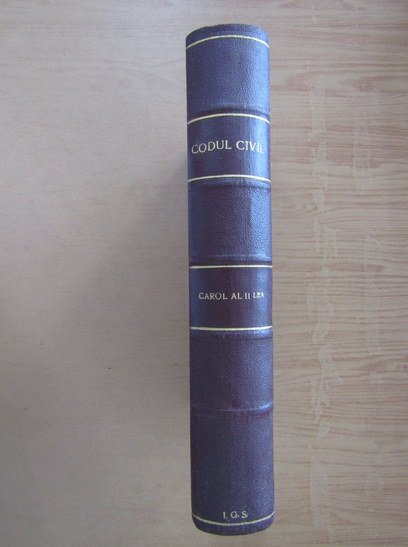 CODUL CIVIL
CAROL AL II LEA
I. G. S.